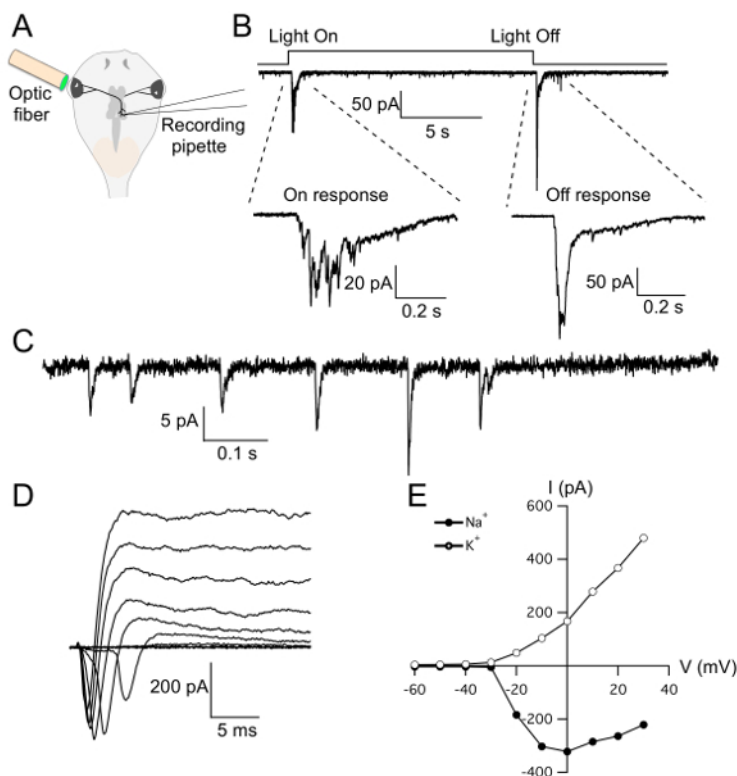 A
Optic
fiber
Recording
pipette
B
Light On
Light Off
50 pA
5 s
On response
Off response
20 pA
0.2 s
50 pA
0.2 s
C
5 pA
0.1 s
D
200 pA
5 ms
E
I (pA)
Na+
K+
600
400
200
V (mV)
-60
-40
-20
20
40
-200
-400